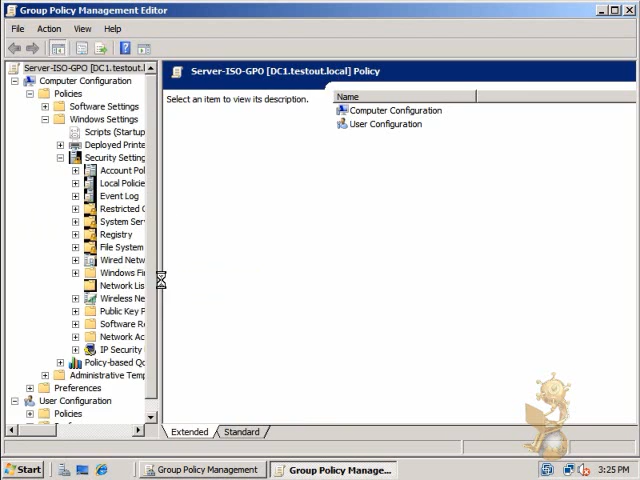 Group Policy Management Editor
File Action View Help
Server-ISO-GPO [DC1.testout.l
Computer Configuration
Policies
Software Settings
Windows Settings
Scripts (Startup
Deployed Printe
Security Setting
Account Pol
Local Policie
Event Log
Restricted G
System Ser
Registry
File System
Wired Netw
Windows Fi
Network Lis
Wireless Ne
Public Key P
Software R
Network Ac
IP Security
Policy-based Qo
Administrative Temp
Preferences
User Configuration
Policies
Server-ISO-GPO [DC1.testout.local] Policy
Select an item to view its description.
Name
Computer Configuration
User Configuration
Extended Standard
Start Group Policy Management Group Policy Manage... 3:25 PM